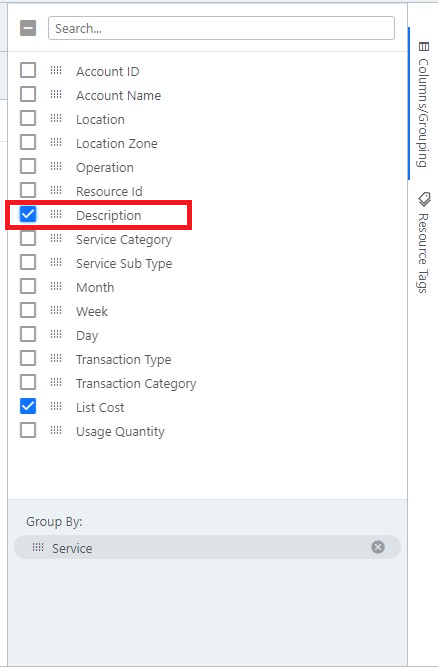 Search...
Account ID
Account Name
Location
Location Zone
Operation
Resource Id
Description
Service Category
Service Sub Type
Month
Week
Day
Transaction Type
Transaction Category
List Cost
Usage Quantity
Group By:
Service
Columns/Grouping
Resource Tags